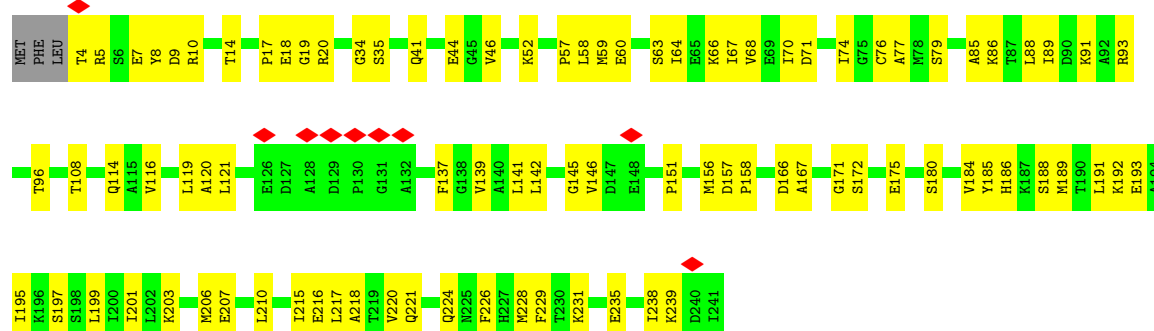 MET PHE LEU T4 R5 S6 E7 Y8 D9 R10 T14 P17 E18 G19 R20 G34 S35 Q41 E44 G45 V46 K52 P57 L58 M59 E60 S63 I64 E65 K66 I67 V68 E69 I70 D71 I74 G75 C76 A77 M78 S79 A85 K86 T87 L88 I89 D90 K91 A92 R93
T96 T108 Q114 A115 V116 L119 A120 L121 E126 D127 A128 D129 P130 G131 A132 F137 G138 V139 A140 L141 L142 G145 V146 D147 E148 P151 M156 D157 P158 D166 A167 G171 S172 E175 S180 V184 Y185 H186 K187 S188 M189 T190 L191 K192 E193 A194
I195 K196 S197 S198 L199 I200 I201 L202 K203 M206 E207 L210 I215 E216 L217 A218 T219 V220 Q221 Q224 N225 F226 H227 M228 F229 T230 K231 E235 I238 K239 D240 I241